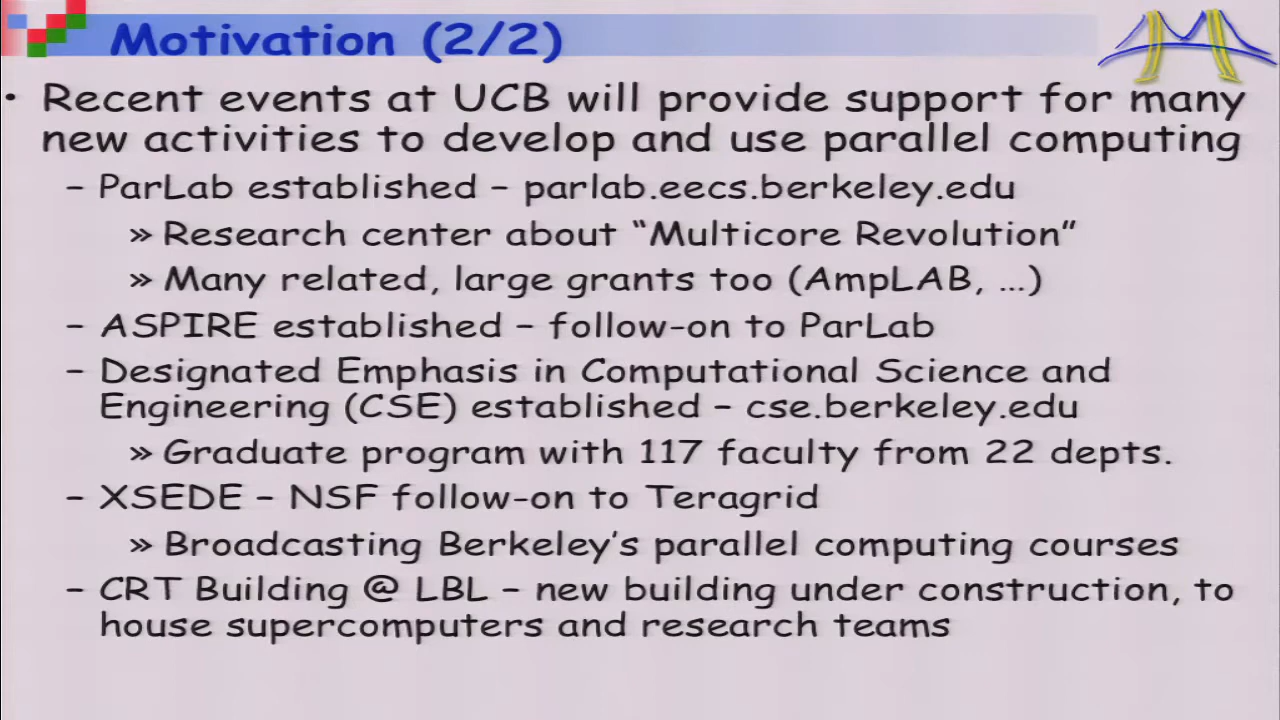 Motivation (2/2)
• Recent events at UCB will provide support for many
new activities to develop and use parallel computing
– ParLab established – parlab.eecs.berkeley.edu
» Research center about “Multicore Revolution”
» Many related, large grants too (AmpLAB, …)
– ASPIRE established – follow-on to ParLab
– Designated Emphasis in Computational Science and
Engineering (CSE) established – cse.berkeley.edu
» Graduate program with 117 faculty from 22 depts.
– XSEDE – NSF follow-on to Teragrid
» Broadcasting Berkeley’s parallel computing courses
– CRT Building @ LBL – new building under construction, to
house supercomputers and research teams